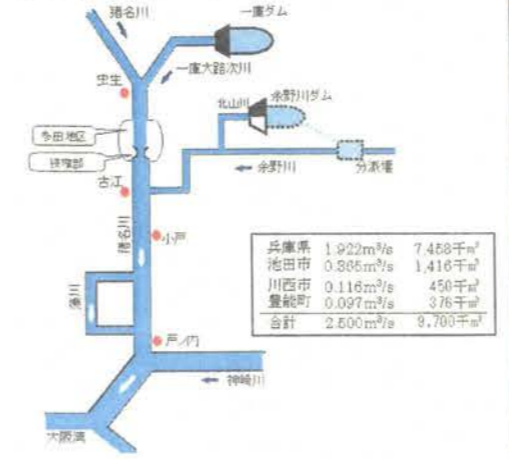 猪名川
一庫ダム
一庫大路次川
虫生
北山川
余野川ダム
多田地区
狭窄部
余野川
分派堰
古江
猪名川
小戸
兵庫県 1.922m³/s 7,458千m³
池田市 0.365m³/s 1,416千m³
川西市 0.116m³/s 450千m³
豊能町 0.097m³/s 376千m³
合計 2.500m³/s 9,700千m³
藻川
戸ノ内
神崎川
大阪湾